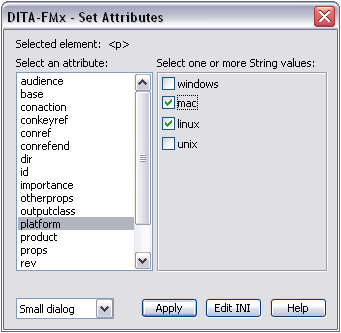 DITA-FMx - Set Attributes
Selected element: <p>
Select an attribute:
Select one or more String values:
audience
base
conaction
conkeyref
conref
conrefend
dir
id
importance
otherprops
outputclass
platform
product
props
rev
windows
mac
linux
unix
Small dialog
Apply
Edit INI
Help